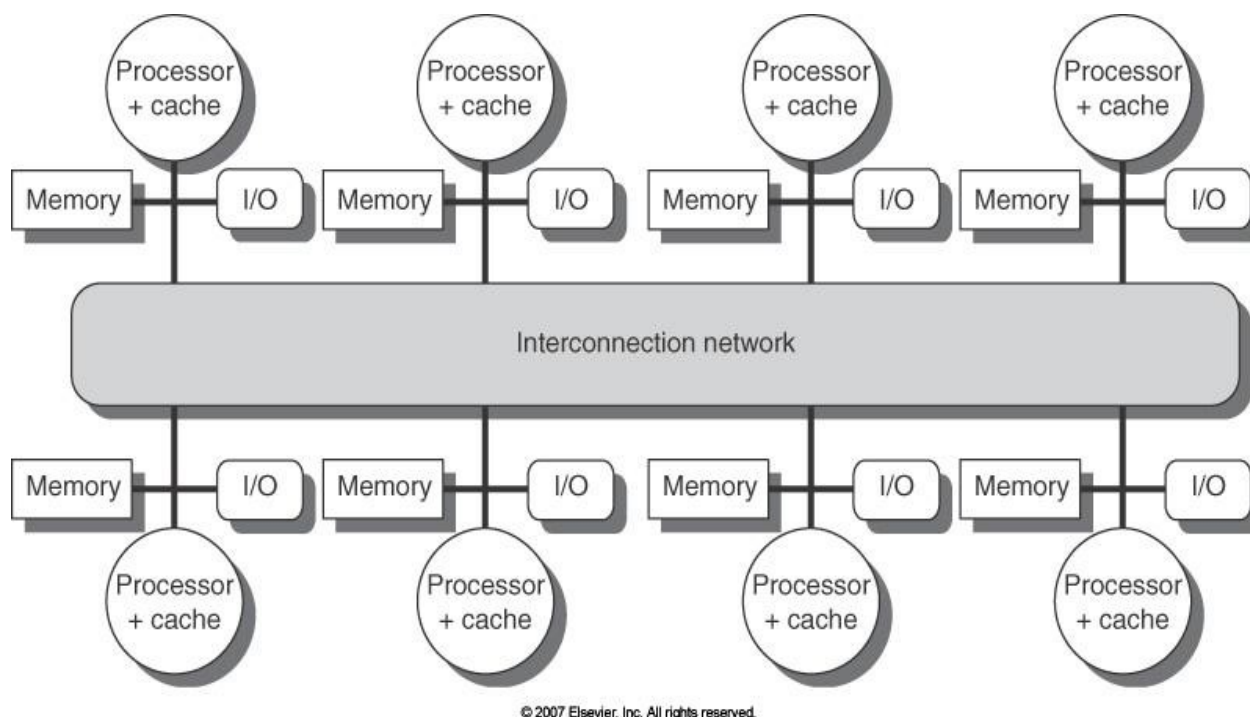 Processor
+ cache
Processor
+ cache
Processor
+ cache
Processor
+ cache
Memory
I/O
Memory
I/O
Memory
I/O
Memory
I/O
Interconnection network
Memory
I/O
Memory
I/O
Memory
I/O
Memory
I/O
Processor
+ cache
Processor
+ cache
Processor
+ cache
Processor
+ cache
© 2007 Elsevier, Inc. All rights reserved.